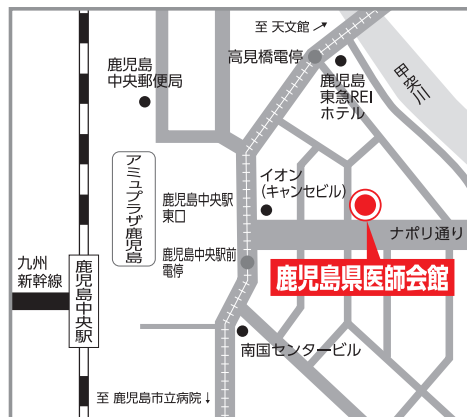 至 天文館
高見橋電停
鹿児島
中央郵便局
鹿児島
東急REI
ホテル
甲突川
アミュプラザ鹿児島
鹿児島中央駅
東口
イオン
(キャンセビル)
ナポリ通り
鹿児島中央駅前
電停
九州
新幹線
鹿児島中央駅
鹿児島県医師会館
南国センタービル
至 鹿児島市立病院↓